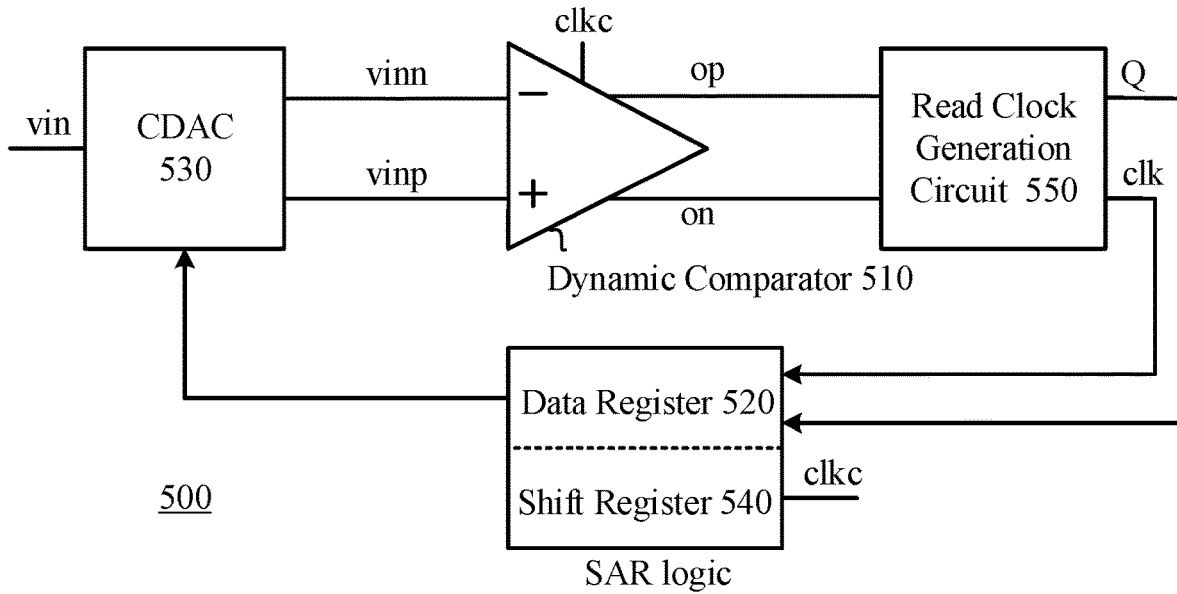 clkc
vin
CDAC
530
vinn
vinp
−
+
op
on
Read Clock
Generation
Circuit 550
Q
clk
Dynamic Comparator 510
Data Register 520
Shift Register 540
clkc
SAR logic
500